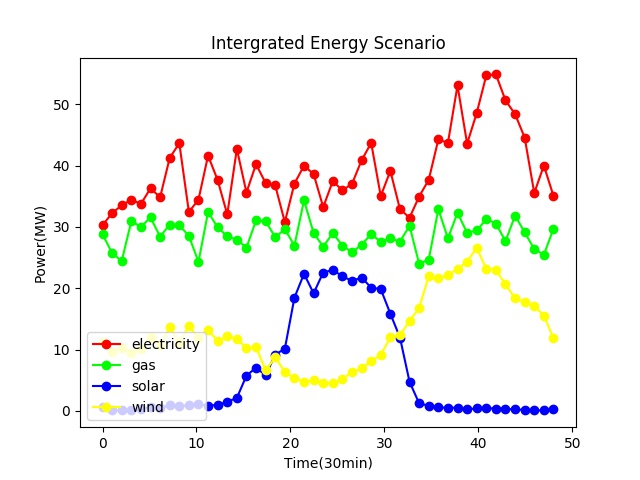 Intergrated Energy Scenario
Power(MW)
50
40
30
20
10
0
electricity
gas
solar
wind
0 10 20 30 40 50
Time(30min)